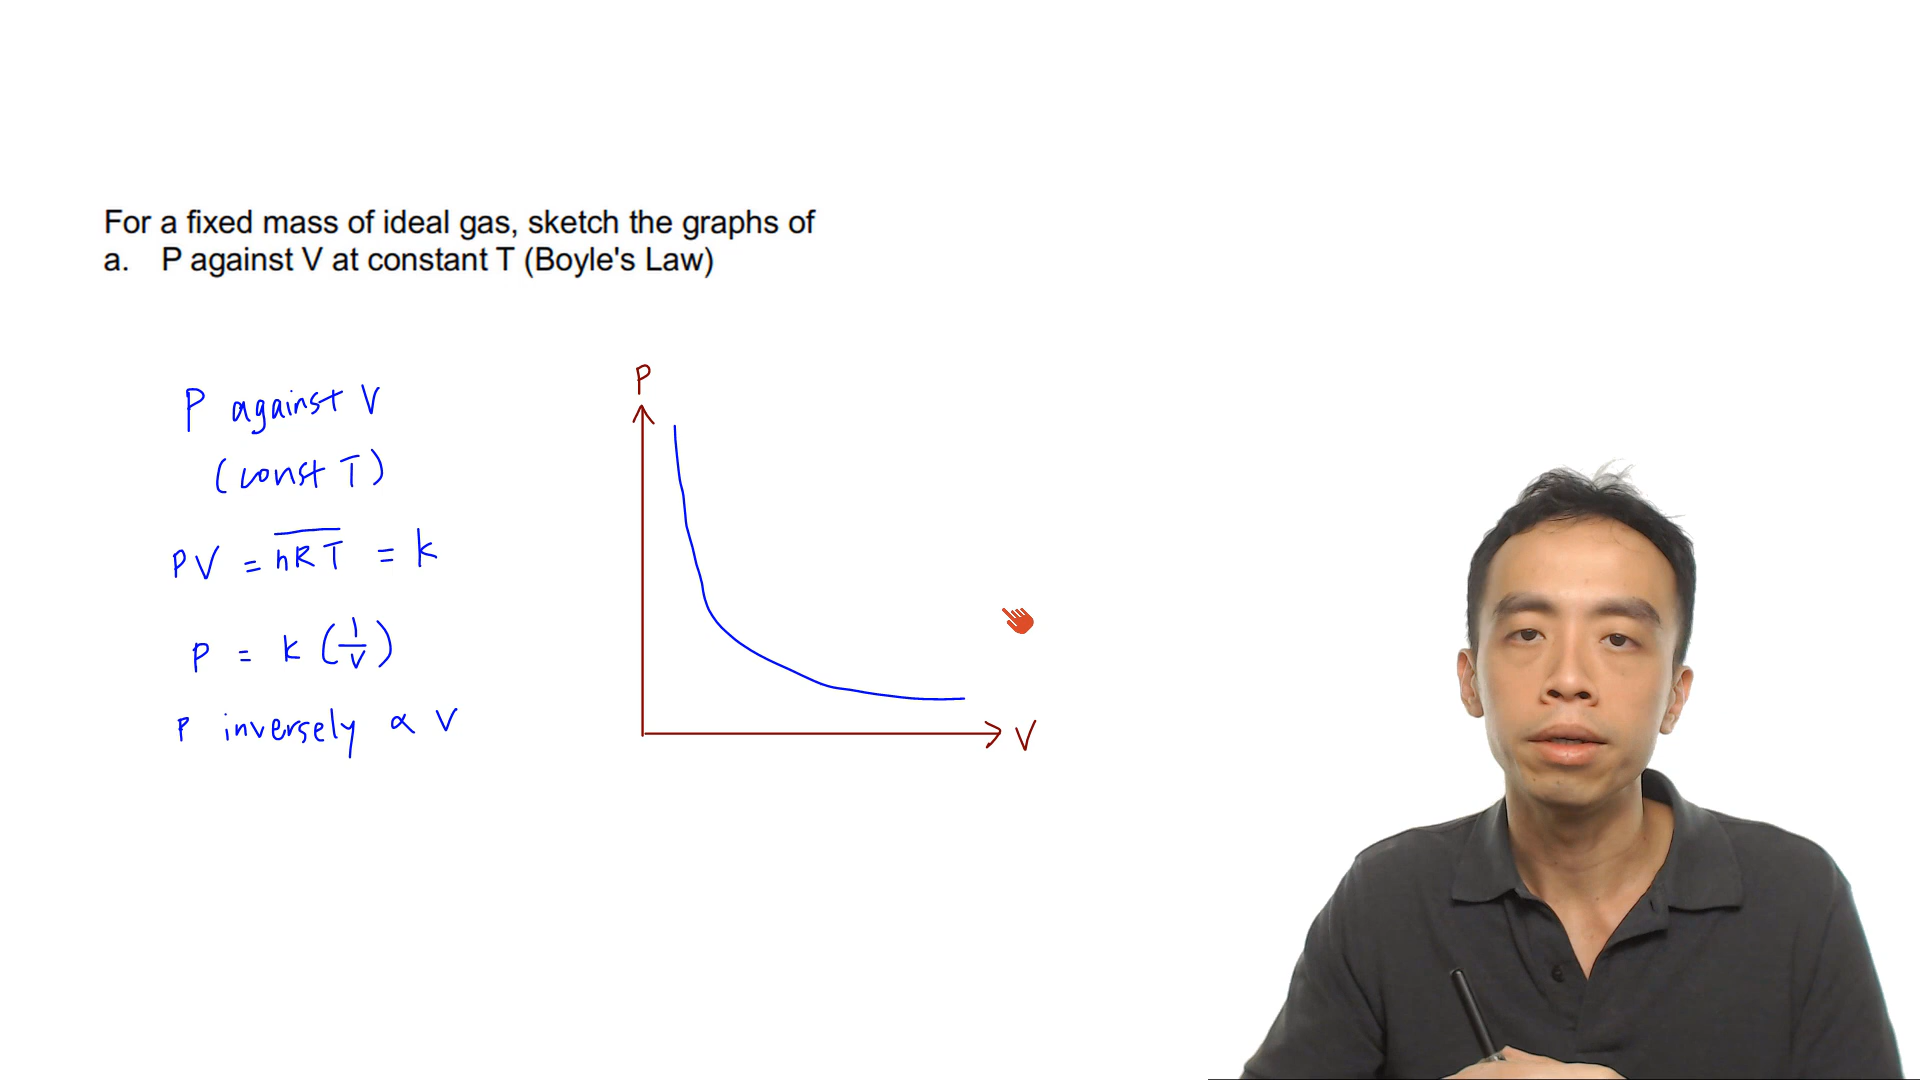 For a fixed mass of ideal gas, sketch the graphs of
a. P against V at constant T (Boyle's Law)
P against V
(const T)
PV = nRT = k
P = k (1/V)
P inversely ∝ V
P
V